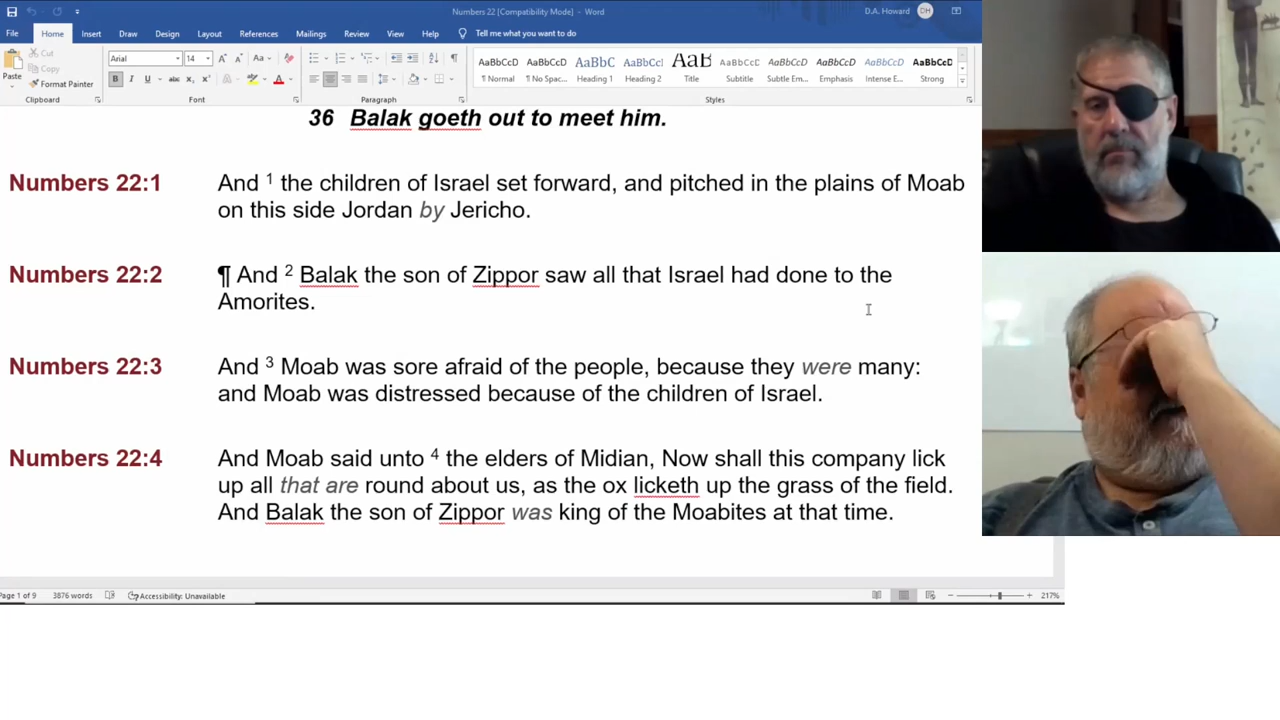 Numbers 22 [Compatibility Mode] - Word
D.A. Howard DH
File Home Insert Draw Design Layout References Mailings Review View Help Tell me what you want to do
Paste
Cut
Copy
Format Painter
Clipboard
Arial 14
Aa
B I U
A
Font
Paragraph
AaBbCcD AaBbCcD AaBbC AaBbCc AaB AaBbCcD AaBbCcD AaBbCcD AaBbCcD AaBbCcD
¶ Normal ¶ No Spac... Heading 1 Heading 2 Title Subtitle Subtle Em... Emphasis Intense E... Strong
Styles
36 Balak goeth out to meet him.
Numbers 22:1 And 1 the children of Israel set forward, and pitched in the plains of Moab
on this side Jordan by Jericho.
Numbers 22:2 ¶ And 2 Balak the son of Zippor saw all that Israel had done to the
Amorites.
Numbers 22:3 And 3 Moab was sore afraid of the people, because they were many:
and Moab was distressed because of the children of Israel.
Numbers 22:4 And Moab said unto 4 the elders of Midian, Now shall this company lick
up all that are round about us, as the ox licketh up the grass of the field.
And Balak the son of Zippor was king of the Moabites at that time.
Page 1 of 9 3876 words Accessibility: Unavailable 217%